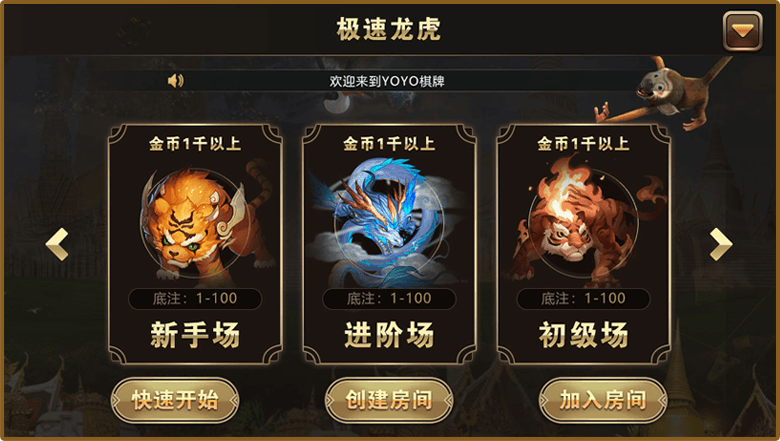 极速龙虎
欢迎来到YOYO棋牌
金币1千以上
金币1千以上
金币1千以上
底注：1-100
底注：1-100
底注：1-100
新手场
进阶场
初级场
快速开始
创建房间
加入房间